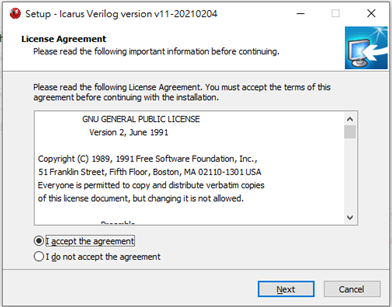 Setup - Icarus Verilog version v11-20210204
License Agreement
Please read the following important information before continuing.
Please read the following License Agreement. You must accept the terms of this
agreement before continuing with the installation.
GNU GENERAL PUBLIC LICENSE
Version 2, June 1991
Copyright (C) 1989, 1991 Free Software Foundation, Inc.,
51 Franklin Street, Fifth Floor, Boston, MA 02110-1301 USA
Everyone is permitted to copy and distribute verbatim copies
of this license document, but changing it is not allowed.
I accept the agreement
I do not accept the agreement
Next
Cancel